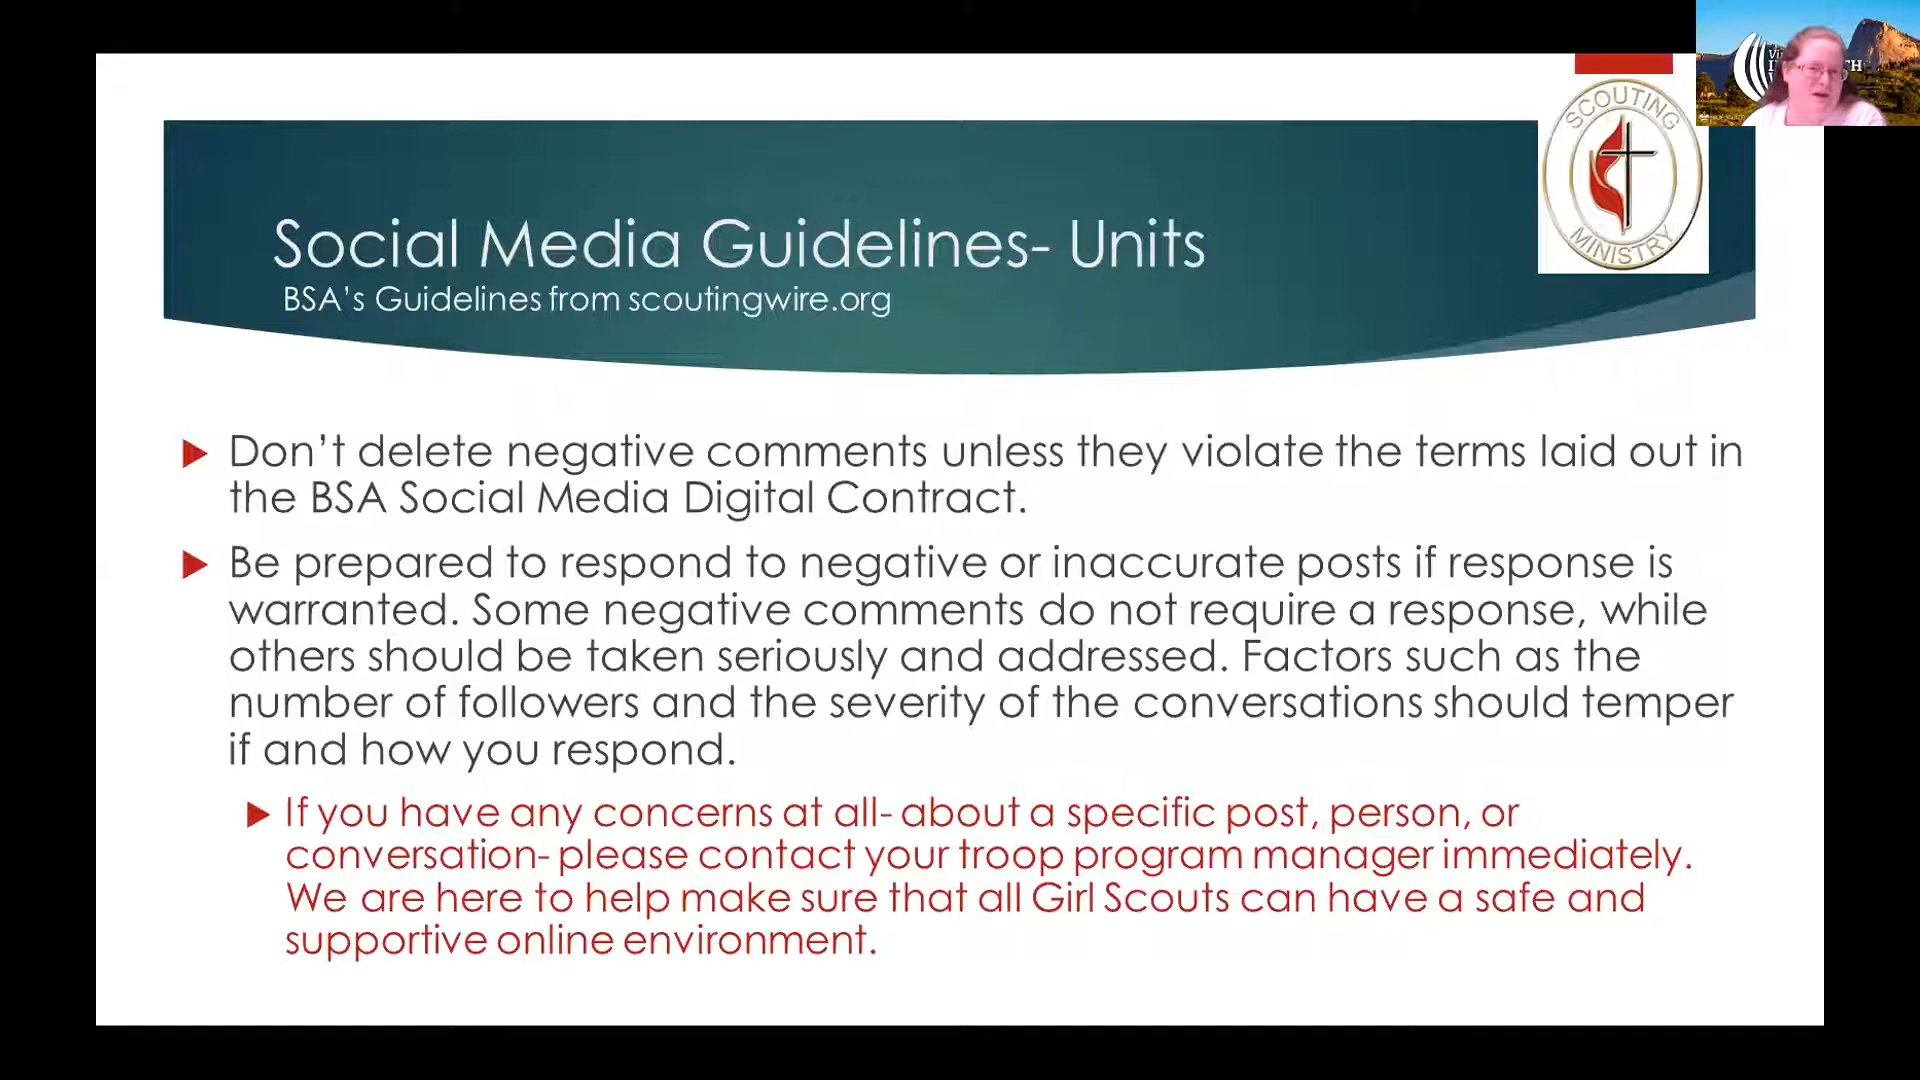 SCOUTING
MINISTRY
Social Media Guidelines- Units
BSA's Guidelines from scoutingwire.org
Don't delete negative comments unless they violate the terms laid out in
the BSA Social Media Digital Contract.
Be prepared to respond to negative or inaccurate posts if response is
warranted. Some negative comments do not require a response, while
others should be taken seriously and addressed. Factors such as the
number of followers and the severity of the conversations should temper
if and how you respond.
If you have any concerns at all- about a specific post, person, or
conversation- please contact your troop program manager immediately.
We are here to help make sure that all Girl Scouts can have a safe and
supportive online environment.